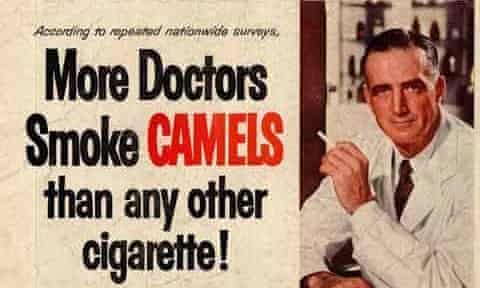 According to repeated nationwide surveys,
More Doctors
Smoke CAMELS
than any other
cigarette!